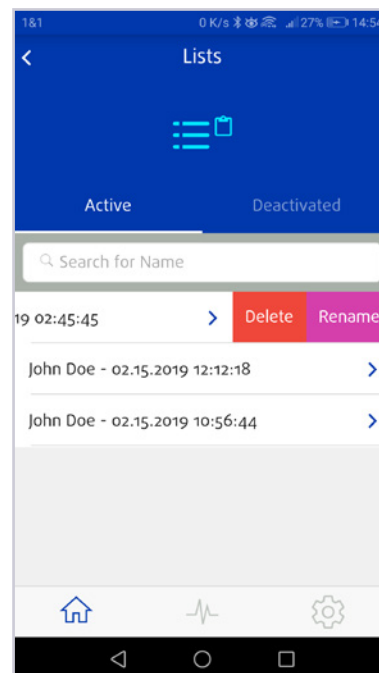 1&1 0 K/s 27% 14:54
Lists
Active Deactivated
Search for Name
19 02:45:45 Delete Rename
John Doe - 02.15.2019 12:12:18
John Doe - 02.15.2019 10:56:44